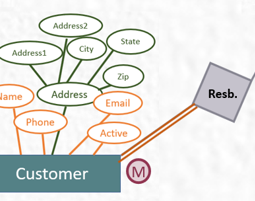 Address2
Address1
City
State
Zip
Address
Name
Email
Phone
Active
Resb.
Customer
M